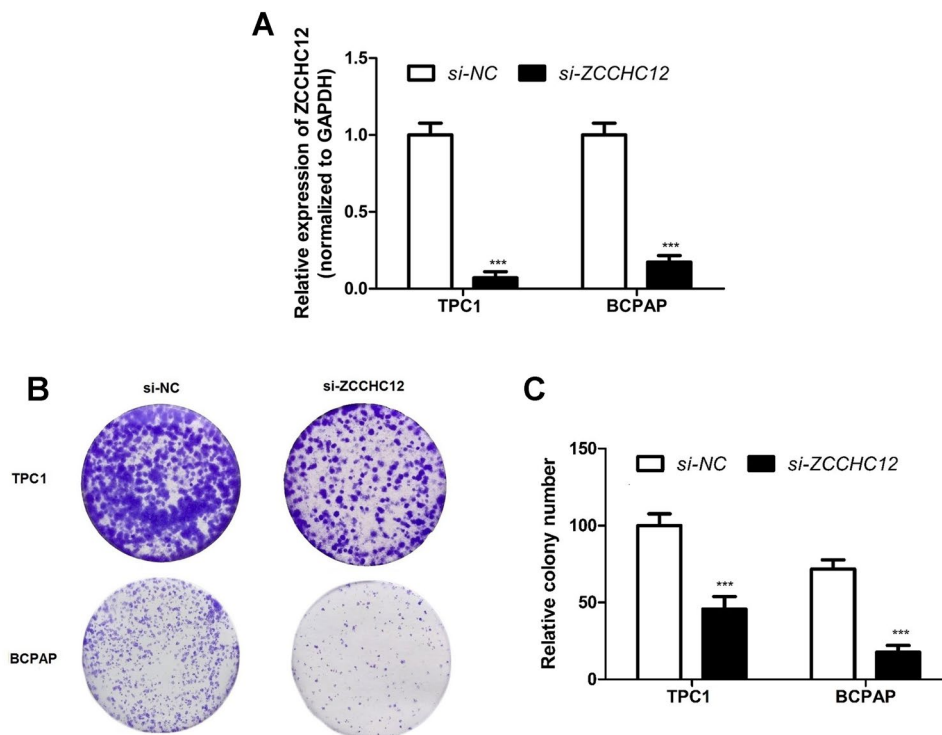 A
Relative expression of ZCCHC12
(normalized to GAPDH)
1.5
1.0
0.5
0.0
si-NC si-ZCCHC12
***
***
TPC1 BCPAP
B
si-NC si-ZCCHC12
TPC1
BCPAP
C
Relative colony number
150
100
50
0
si-NC si-ZCCHC12
***
***
TPC1 BCPAP